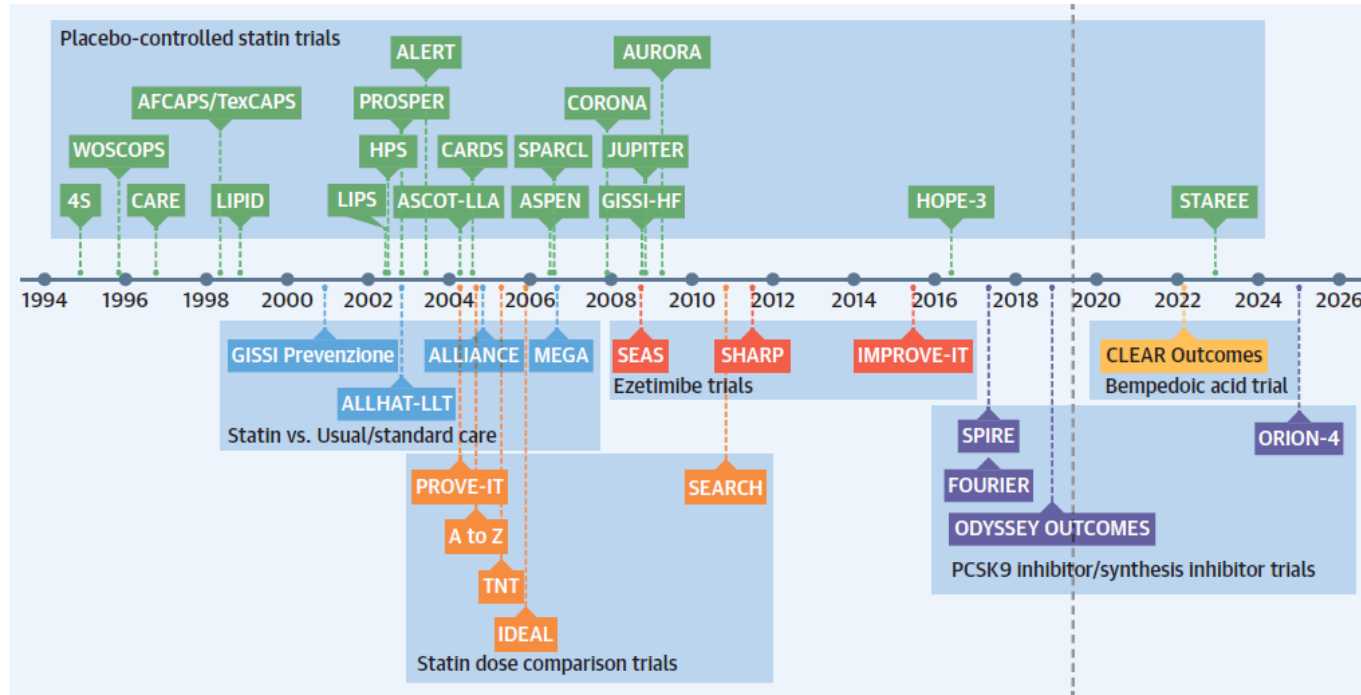 Placebo-controlled statin trials
ALERT
AURORA
AFCAPS/TexCAPS
PROSPER
CORONA
WOSCOPS
HPS
CARDS
SPARCL
JUPITER
4S
CARE
LIPID
LIPS
ASCOT-LLA
ASPEN
GISSI-HF
HOPE-3
STAREE
1994
1996
1998
2000
2002
2004
2006
2008
2010
2012
2014
2016
2018
2020
2022
2024
2026
GISSI Prevenzione
ALLIANCE
MEGA
ALLHAT-LLT
Statin vs. Usual/standard care
SEAS
SHARP
IMPROVE-IT
Ezetimibe trials
CLEAR Outcomes
Bempedoic acid trial
PROVE-IT
SEARCH
A to Z
TNT
IDEAL
Statin dose comparison trials
SPIRE
ORION-4
FOURIER
ODYSSEY OUTCOMES
PCSK9 inhibitor/synthesis inhibitor trials